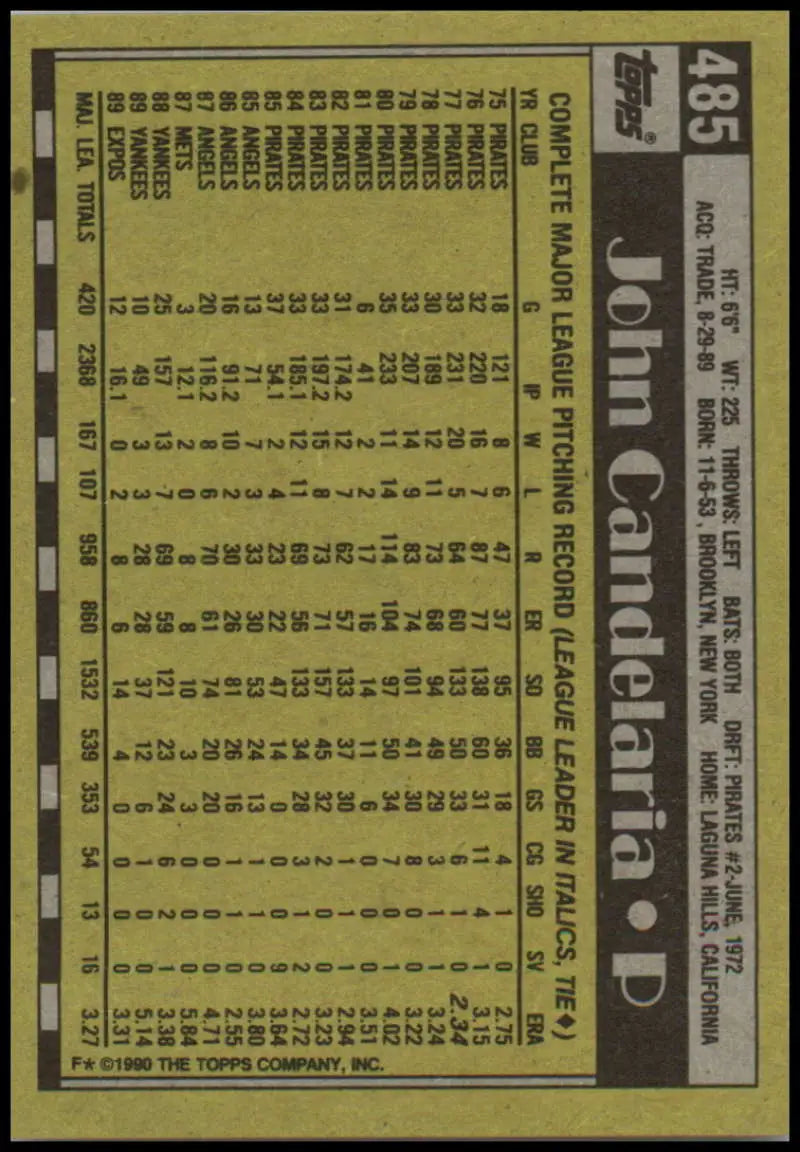 485
HT: 6'6" WT: 225 THROWS: LEFT BATS: BOTH DRFT: PIRATES #2-JUNE, 1972
ACQ: TRADE, 8-29-89 BORN: 11-6-53, BROOKLYN, NEW YORK HOME: LAGUNA HILLS, CALIFORNIA
TOPPS®
John Candelaria • P
COMPLETE MAJOR LEAGUE PITCHING RECORD (LEAGUE LEADER IN ITALICS, TIE♦)
YR CLUB G IP W L R ER SO BB GS CG SHO SV ERA
75 PIRATES 18 121 8 6 47 37 95 36 18 4 1 0 2.75
76 PIRATES 32 220 16 7 87 77 138 60 31 11 4 1 3.15
77 PIRATES 33 231 20 5 64 60 133 50 33 6 1 0 2.34
78 PIRATES 30 189 12 11 73 68 94 49 29 3 1 1 3.24
79 PIRATES 33 207 14 9 83 74 101 41 30 8 0 0 3.22
80 PIRATES 35 233 11 14 114 104 97 50 34 7 0 1 4.02
81 PIRATES 6 41 2 2 17 16 14 11 6 0 0 0 3.51
82 PIRATES 31 174.2 12 7 62 57 133 37 30 1 1 1 2.94
83 PIRATES 33 197.2 15 8 73 71 157 45 32 2 0 0 3.23
84 PIRATES 33 185.1 12 11 69 56 133 34 28 3 1 2 2.72
85 PIRATES 37 54.1 2 4 23 22 47 14 0 0 0 9 3.64
85 ANGELS 13 71 7 3 33 30 53 24 13 1 1 0 3.80
86 ANGELS 16 91.2 10 2 30 26 81 26 16 1 1 0 2.55
87 ANGELS 20 116.2 8 6 70 61 74 20 20 0 0 0 4.71
87 METS 3 12.1 2 0 8 8 10 3 3 0 0 0 5.84
88 YANKEES 25 157 13 7 69 59 121 23 24 6 2 1 3.38
89 YANKEES 10 49 3 3 28 28 37 12 6 1 0 0 5.14
89 EXPOS 12 16.1 0 2 8 6 14 4 0 0 0 0 3.31
MAJ. LEA. TOTALS 420 2368 167 107 958 860 1532 539 353 54 13 16 3.27
F* ©1990 THE TOPPS COMPANY, INC.